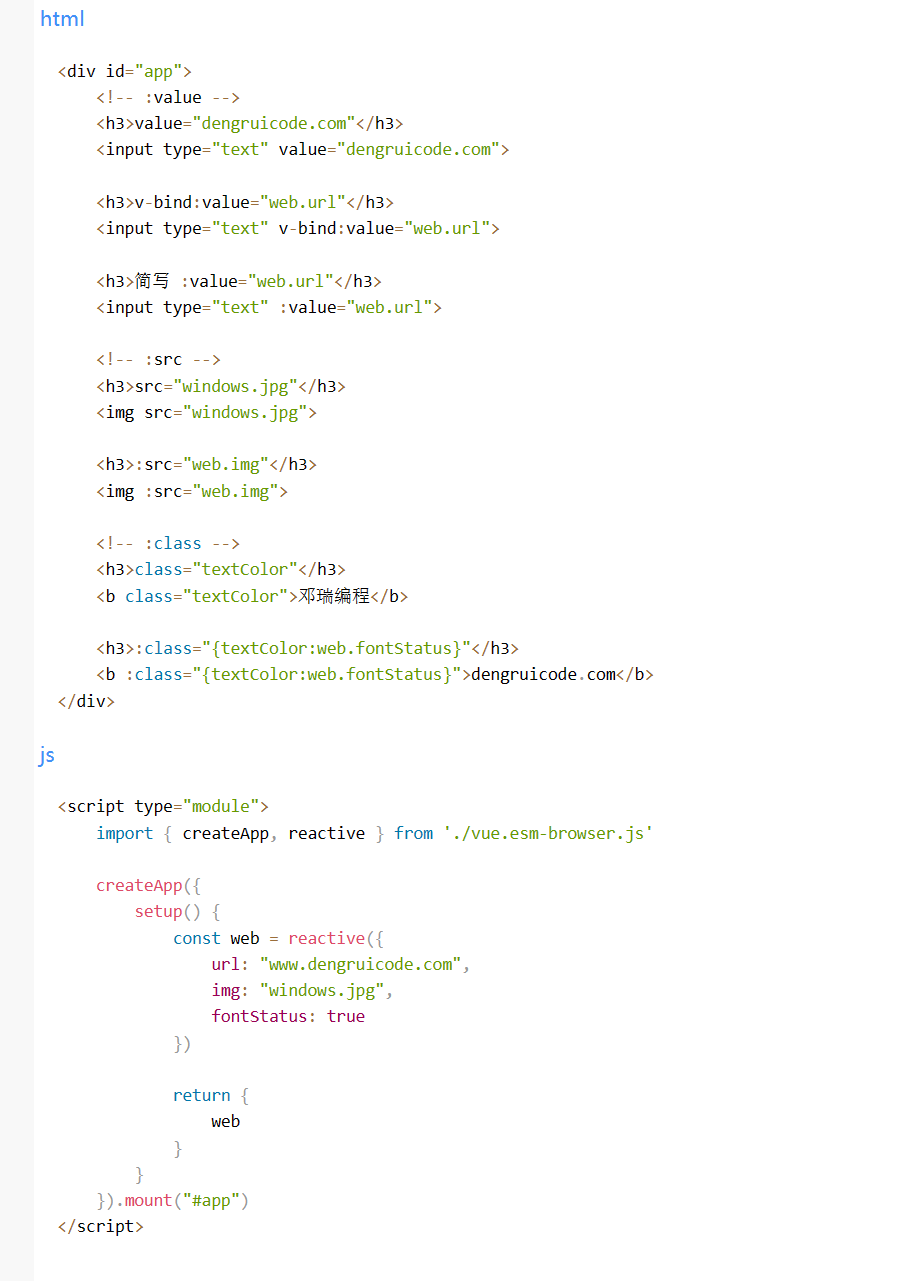 html
<div id="app">
<!-- :value -->
<h3>value="dengruicode.com"</h3>
<input type="text" value="dengruicode.com">
<h3>v-bind:value="web.url"</h3>
<input type="text" v-bind:value="web.url">
<h3>简写 :value="web.url"</h3>
<input type="text" :value="web.url">
<!-- :src -->
<h3>src="windows.jpg"</h3>
<img src="windows.jpg">
<h3>:src="web.img"</h3>
<img :src="web.img">
<!-- :class -->
<h3>class="textColor"</h3>
<b class="textColor">邓瑞编程</b>
<h3>:class="{textColor:web.fontStatus}"</h3>
<b :class="{textColor:web.fontStatus}">dengruicode.com</b>
</div>
js
<script type="module">
import { createApp, reactive } from './vue.esm-browser.js'
createApp({
setup() {
const web = reactive({
url: "www.dengruicode.com",
img: "windows.jpg",
fontStatus: true
})
return {
web
}
}
}).mount("#app")
</script>